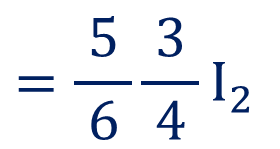 = 5/6 3/4 I₂